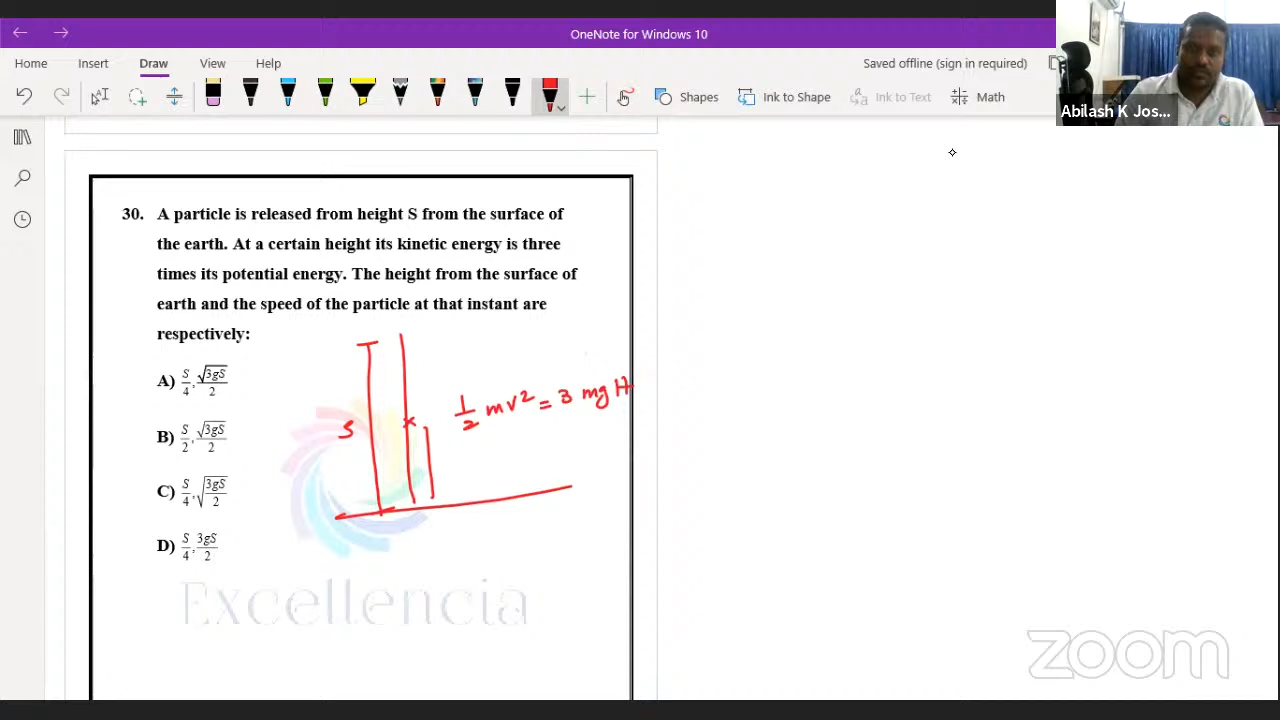 OneNote for Windows 10
Home Insert Draw View Help
Saved offline (sign in required)
Shapes Ink to Shape Ink to Text Math
Abilash K Jos...
30. A particle is released from height S from the surface of
the earth. At a certain height its kinetic energy is three
times its potential energy. The height from the surface of
earth and the speed of the particle at that instant are
respectively:
A) S/4, √3gS/2
B) S/2, √3gS/2
C) S/4, √(3gS/2)
D) S/4, 3gS/2
S
x
1/2 mv² = 3 mg H
Excellencia
zoom